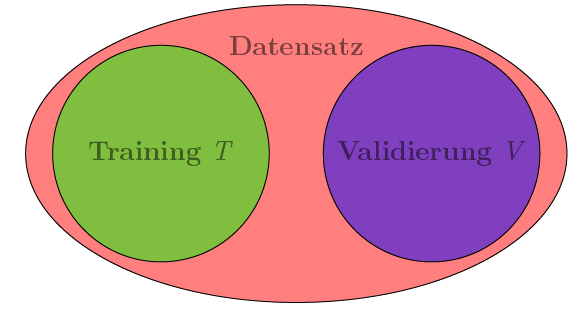 Datensatz
Training T
Validierung V